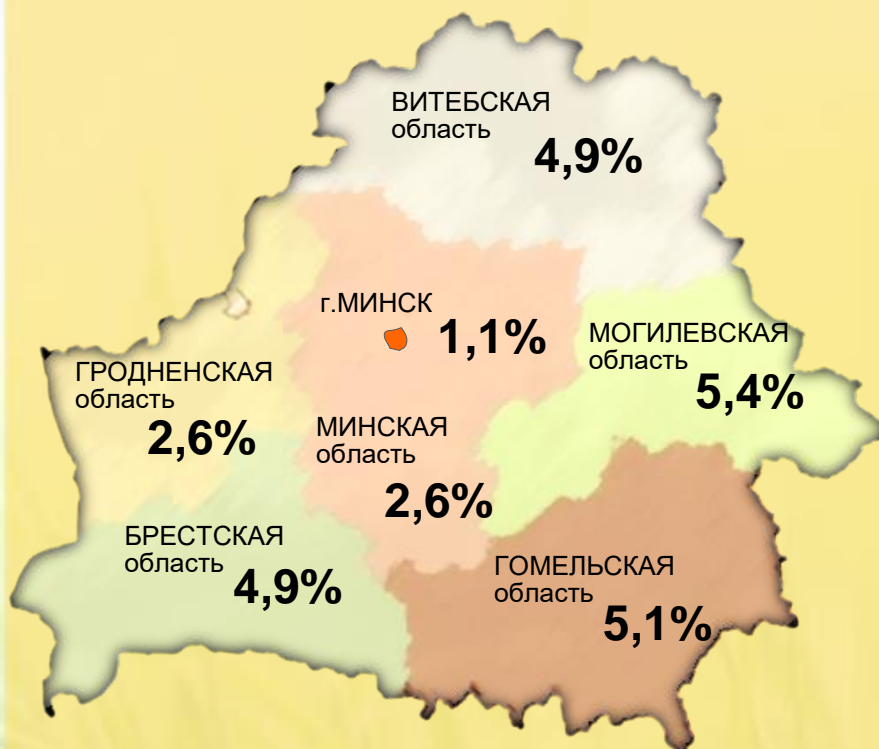 ВИТЕБСКАЯ
область
4,9%
г.МИНСК
1,1%
МОГИЛЕВСКАЯ
область
5,4%
ГРОДНЕНСКАЯ
область
2,6%
МИНСКАЯ
область
2,6%
БРЕСТСКАЯ
область
4,9%
ГОМЕЛЬСКАЯ
область
5,1%